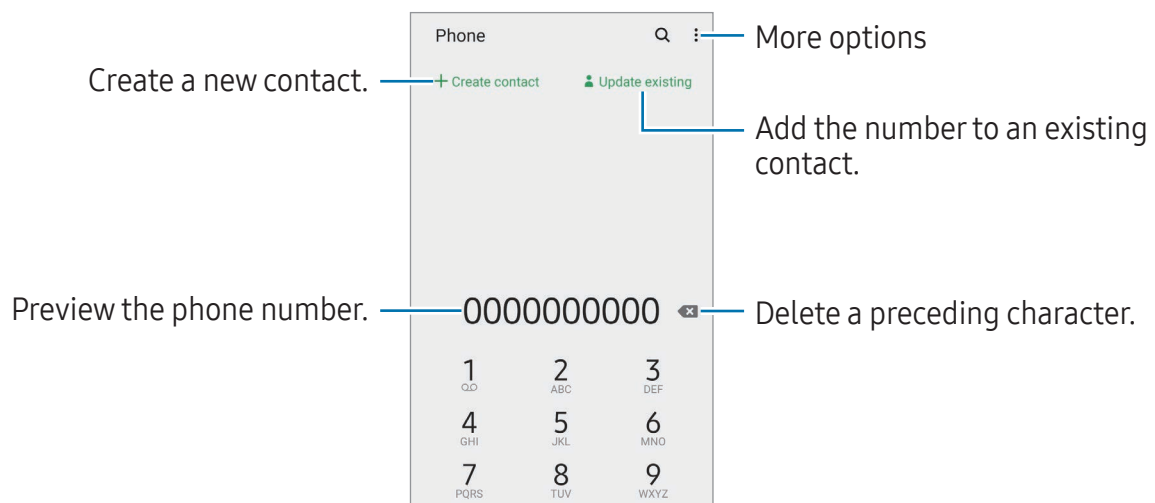 Phone
More options
Create a new contact.
+ Create contact
Update existing
Add the number to an existing
contact.
Preview the phone number.
0000000000
Delete a preceding character.
1
2
ABC
3
DEF
4
GHI
5
JKL
6
MNO
7
PQRS
8
TUV
9
WXYZ